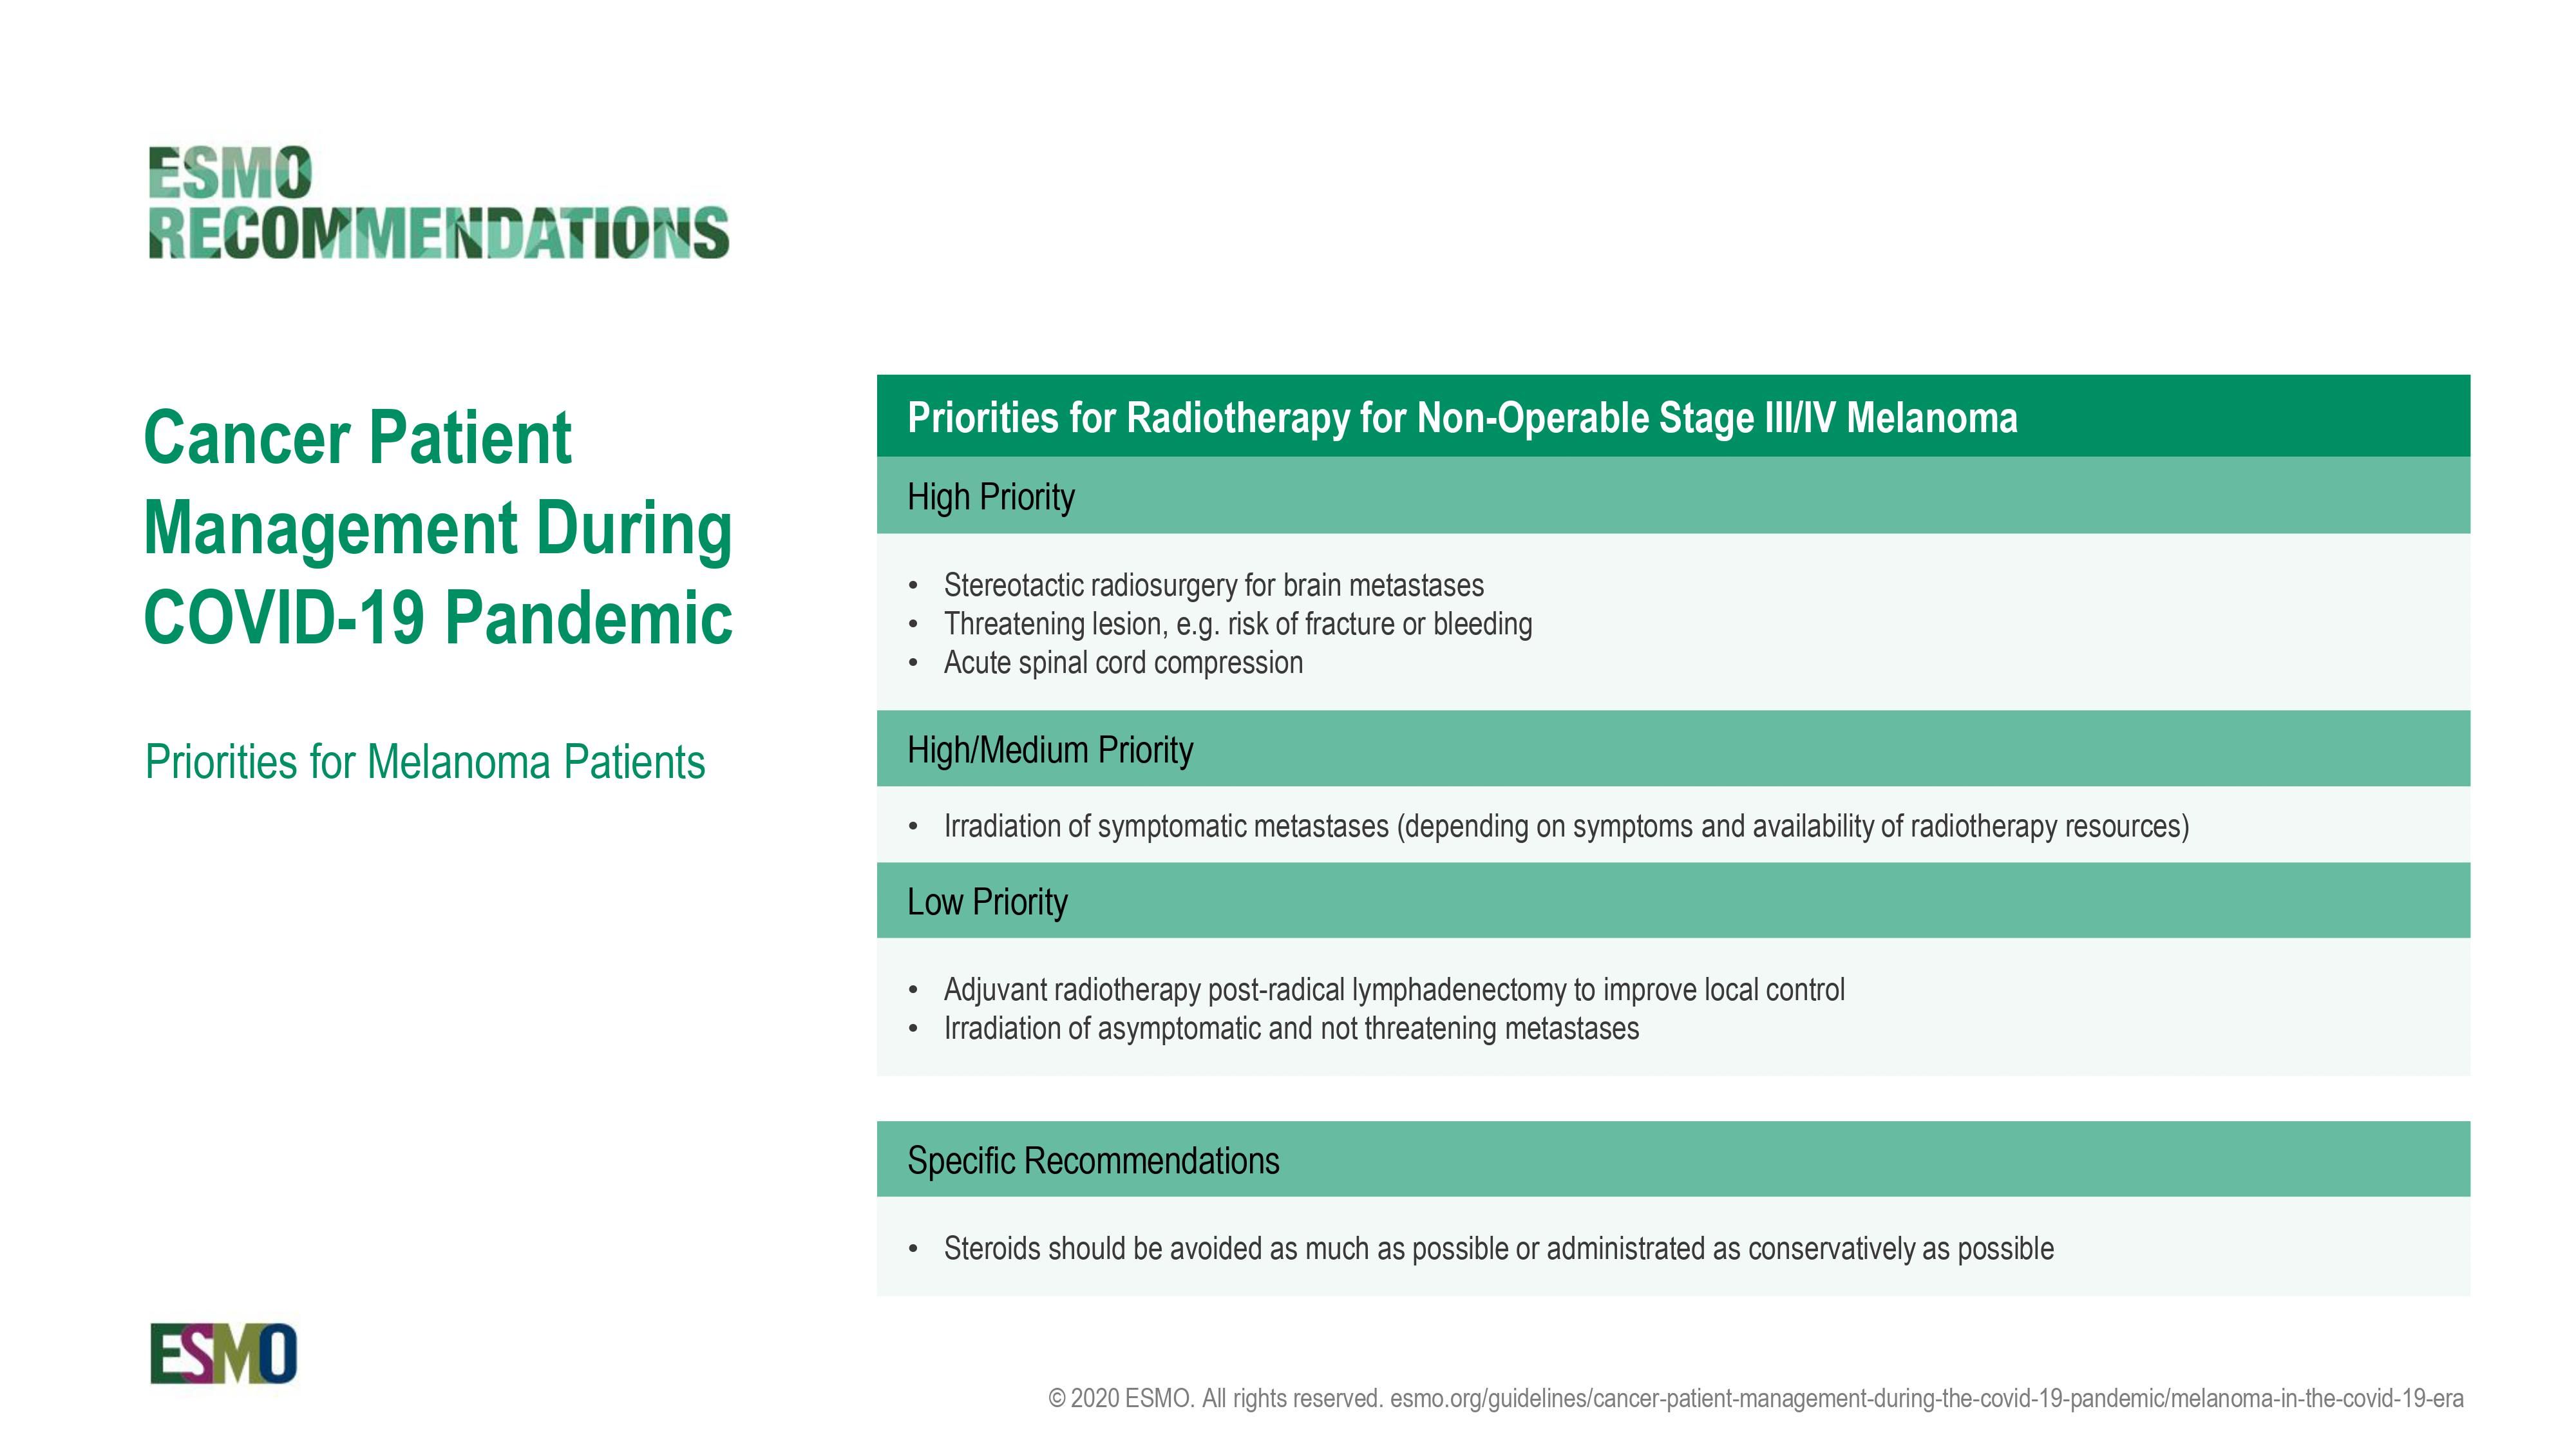 ESMO
RECOMMENDATIONS
Cancer Patient
Management During
COVID-19 Pandemic
Priorities for Melanoma Patients
Priorities for Radiotherapy for Non-Operable Stage III/IV Melanoma
High Priority
• Stereotactic radiosurgery for brain metastases
• Threatening lesion, e.g. risk of fracture or bleeding
• Acute spinal cord compression
High/Medium Priority
• Irradiation of symptomatic metastases (depending on symptoms and availability of radiotherapy resources)
Low Priority
• Adjuvant radiotherapy post-radical lymphadenectomy to improve local control
• Irradiation of asymptomatic and not threatening metastases
Specific Recommendations
• Steroids should be avoided as much as possible or administrated as conservatively as possible
ESMO
© 2020 ESMO. All rights reserved. esmo.org/guidelines/cancer-patient-management-during-the-covid-19-pandemic/melanoma-in-the-covid-19-era